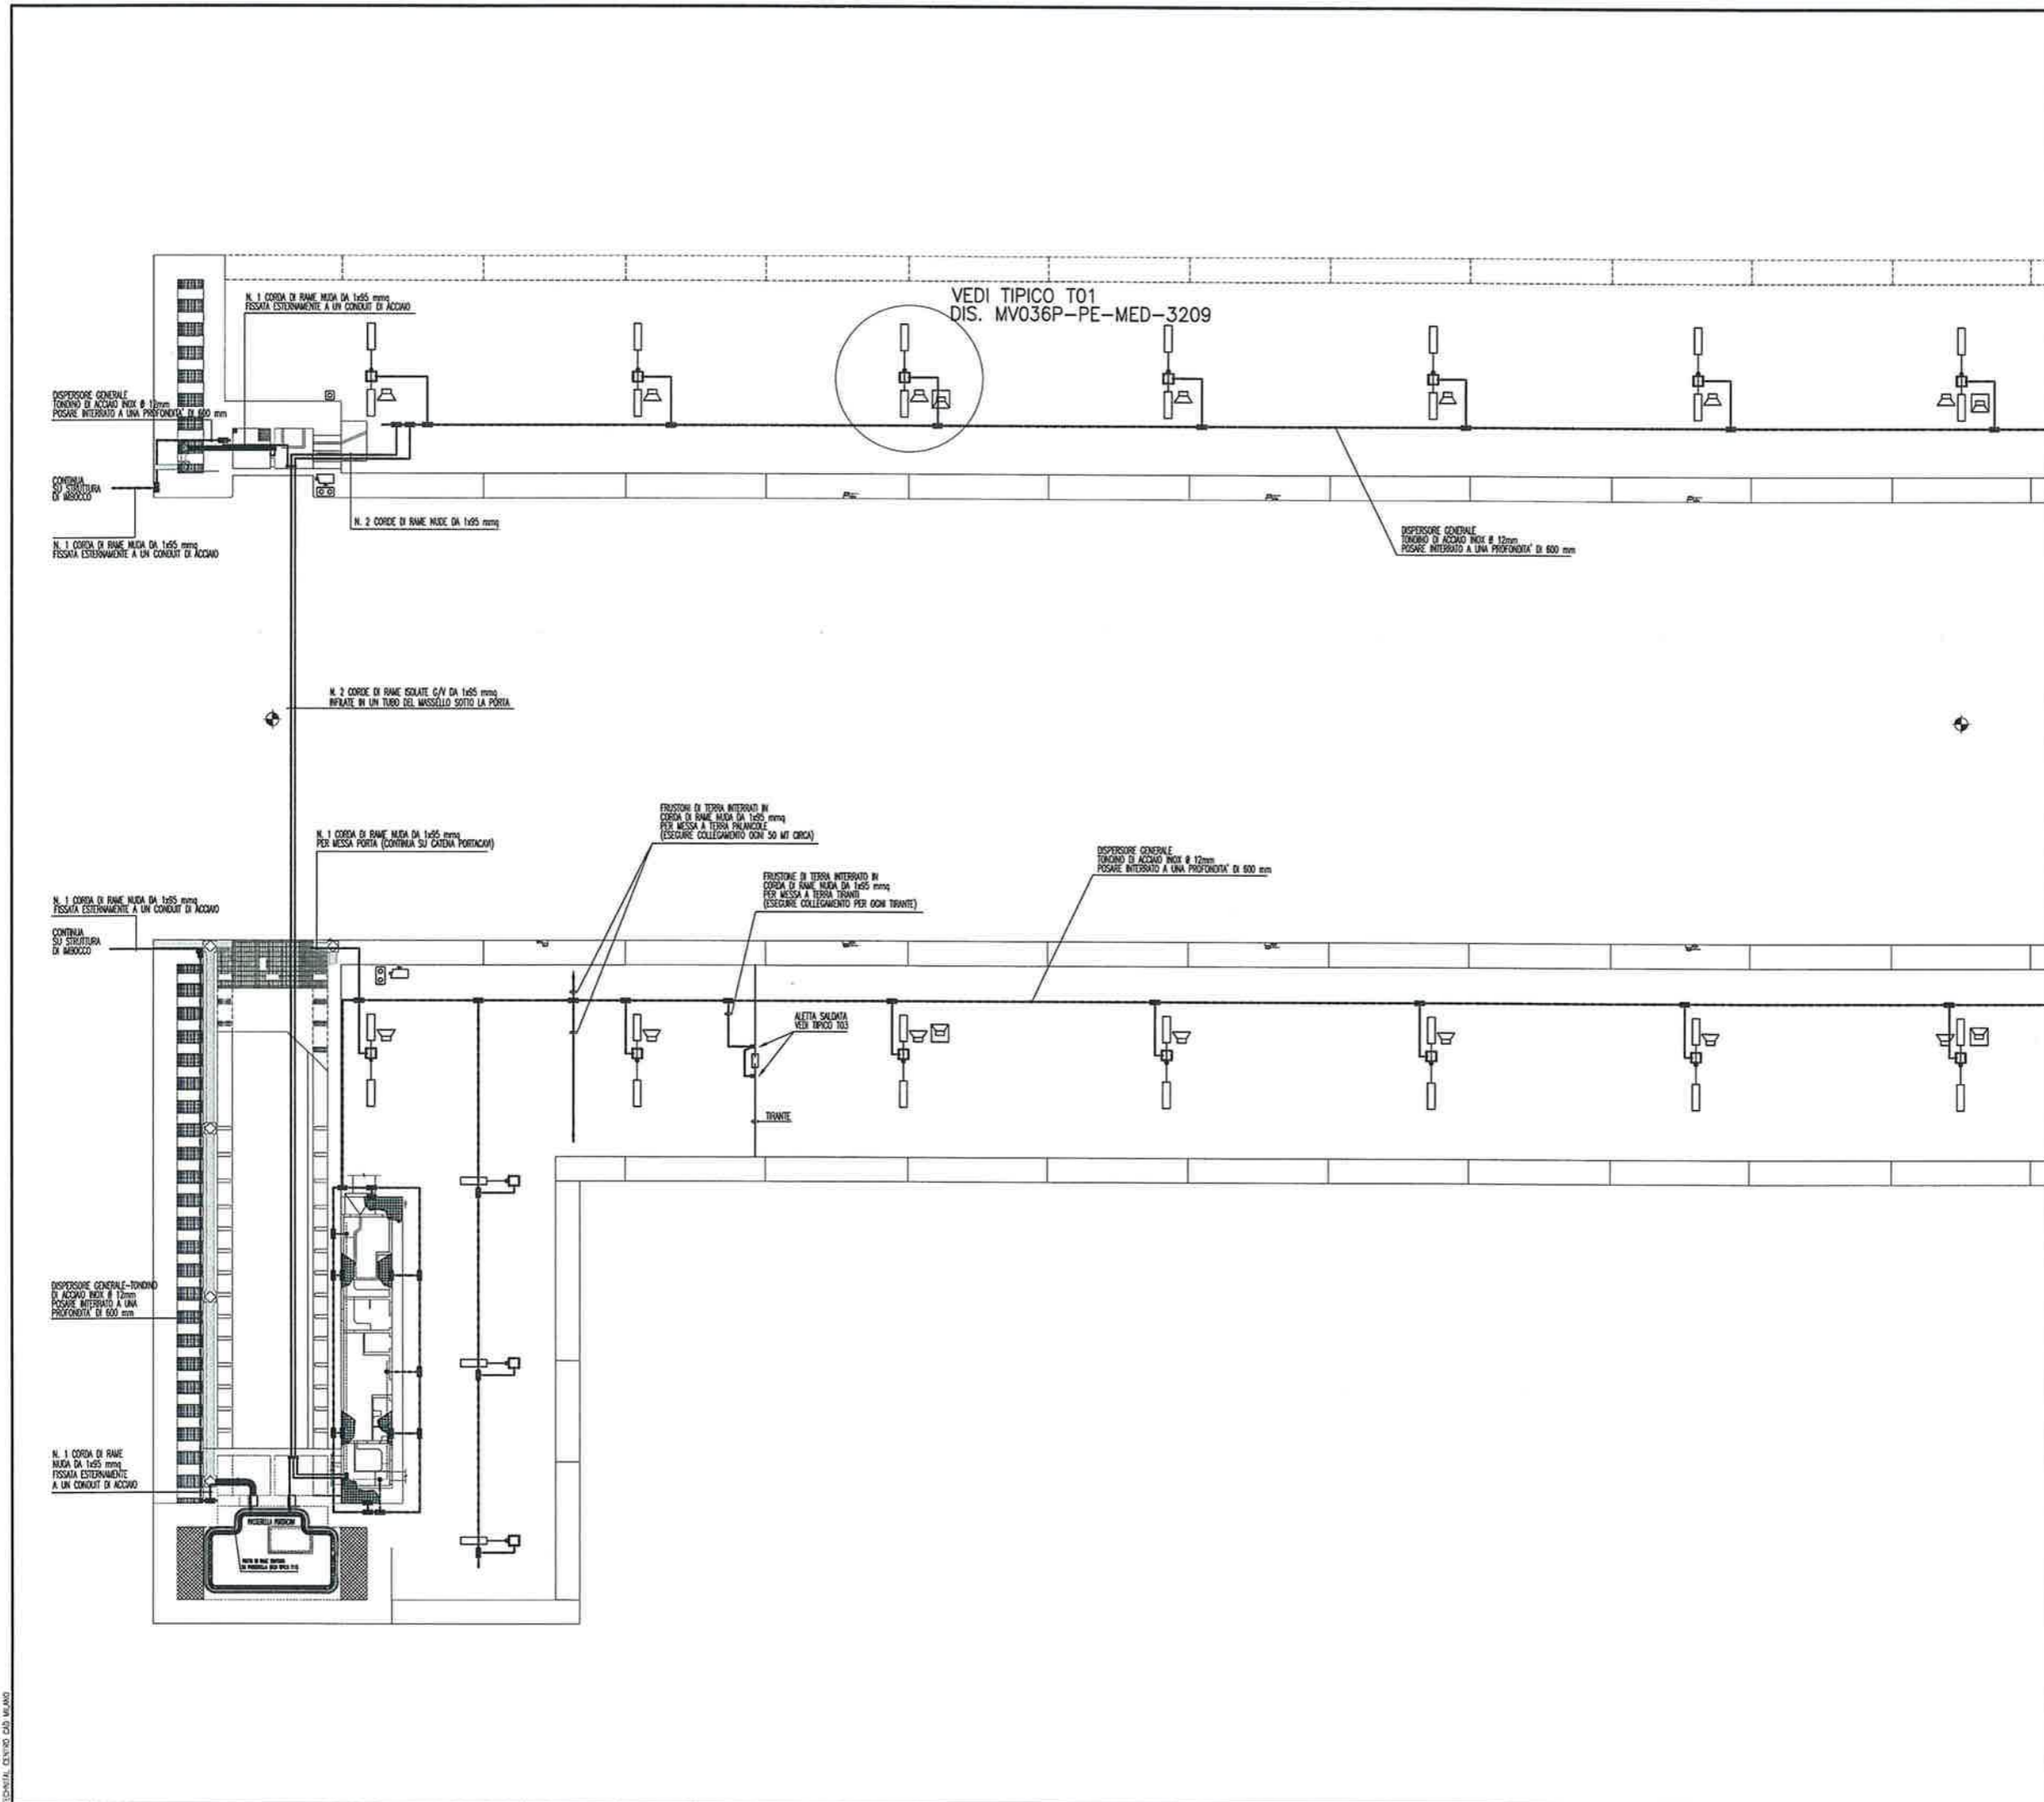 VEDI TIPICO T01
DIS. MV036P-PE-MED-3209
N. 1 CORDA DI RAME NUDA DA 1x95 mmq
FISSATA ESTERNAMENTE A UN CONDUIT DI ACCIAIO
DISPERSORE GENERALE
TONDINO DI ACCIAIO INOX Ø 12mm
POSARE INTERRATO A UNA PROFONDITA' DI 600 mm
CONTINUA
SU STRUTTURA
DI IMBOCCO
N. 1 CORDA DI RAME NUDA DA 1x95 mmq
FISSATA ESTERNAMENTE A UN CONDUIT DI ACCIAIO
N. 2 CORDE DI RAME NUDE DA 1x95 mmq
DISPERSORE GENERALE
TONDINO DI ACCIAIO INOX Ø 12mm
POSARE INTERRATO A UNA PROFONDITA' DI 600 mm
N. 2 CORDE DI RAME ISOLATE G/V DA 1x95 mmq
INFILATE IN UN TUBO DEL MASSELLO SOTTO LA PORTA
FRUSTONI DI TERRA INTERRATI IN
CORDA DI RAME NUDA DA 1x95 mmq
PER MESSA A TERRA PALANCOLE
(ESEGUIRE COLLEGAMENTO OGNI 50 MT CIRCA)
N. 1 CORDA DI RAME NUDA DA 1x95 mmq
PER MESSA PORTA (CONTINUA SU CATENA PORTACAVI)
DISPERSORE GENERALE
TONDINO DI ACCIAIO INOX Ø 12mm
POSARE INTERRATO A UNA PROFONDITA' DI 600 mm
FRUSTONE DI TERRA INTERRATO IN
CORDA DI RAME NUDA DA 1x95 mmq
PER MESSA A TERRA TIRANTI
(ESEGUIRE COLLEGAMENTO PER OGNI TIRANTE)
N. 1 CORDA DI RAME NUDA DA 1x95 mmq
FISSATA ESTERNAMENTE A UN CONDUIT DI ACCIAIO
CONTINUA
SU STRUTTURA
DI IMBOCCO
ALETTA SALDATA
VEDI TIPICO T03
TIRANTE
DISPERSORE GENERALE-TONDINO
DI ACCIAIO INOX Ø 12mm
POSARE INTERRATO A UNA
PROFONDITA' DI 600 mm
N. 1 CORDA DI RAME
NUDA DA 1x95 mmq
FISSATA ESTERNAMENTE
A UN CONDUIT DI ACCIAIO
PASSERELLA PORTACAVI
TECHNITAL CENTRO CAD MILANO